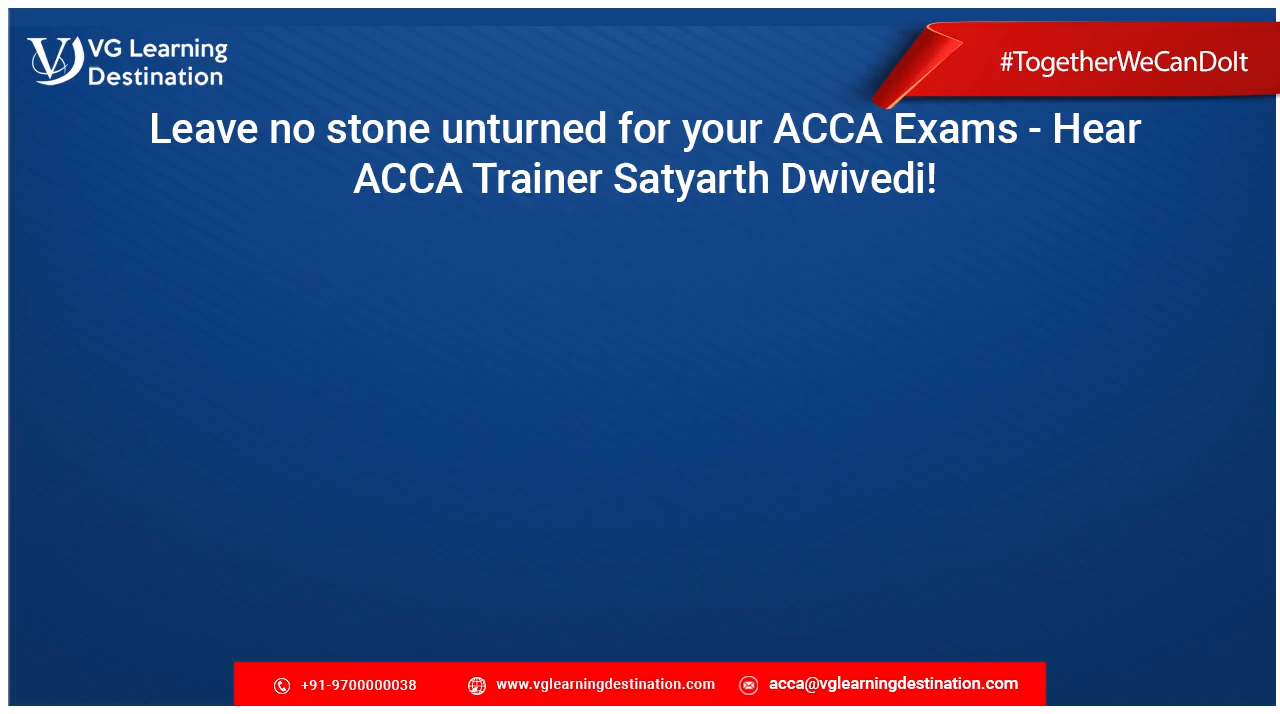 VG Learning
Destination
#TogetherWeCanDoIt
Leave no stone unturned for your ACCA Exams - Hear
ACCA Trainer Satyarth Dwivedi!
+91-9700000038
www.vglearningdestination.com
acca@vglearningdestination.com